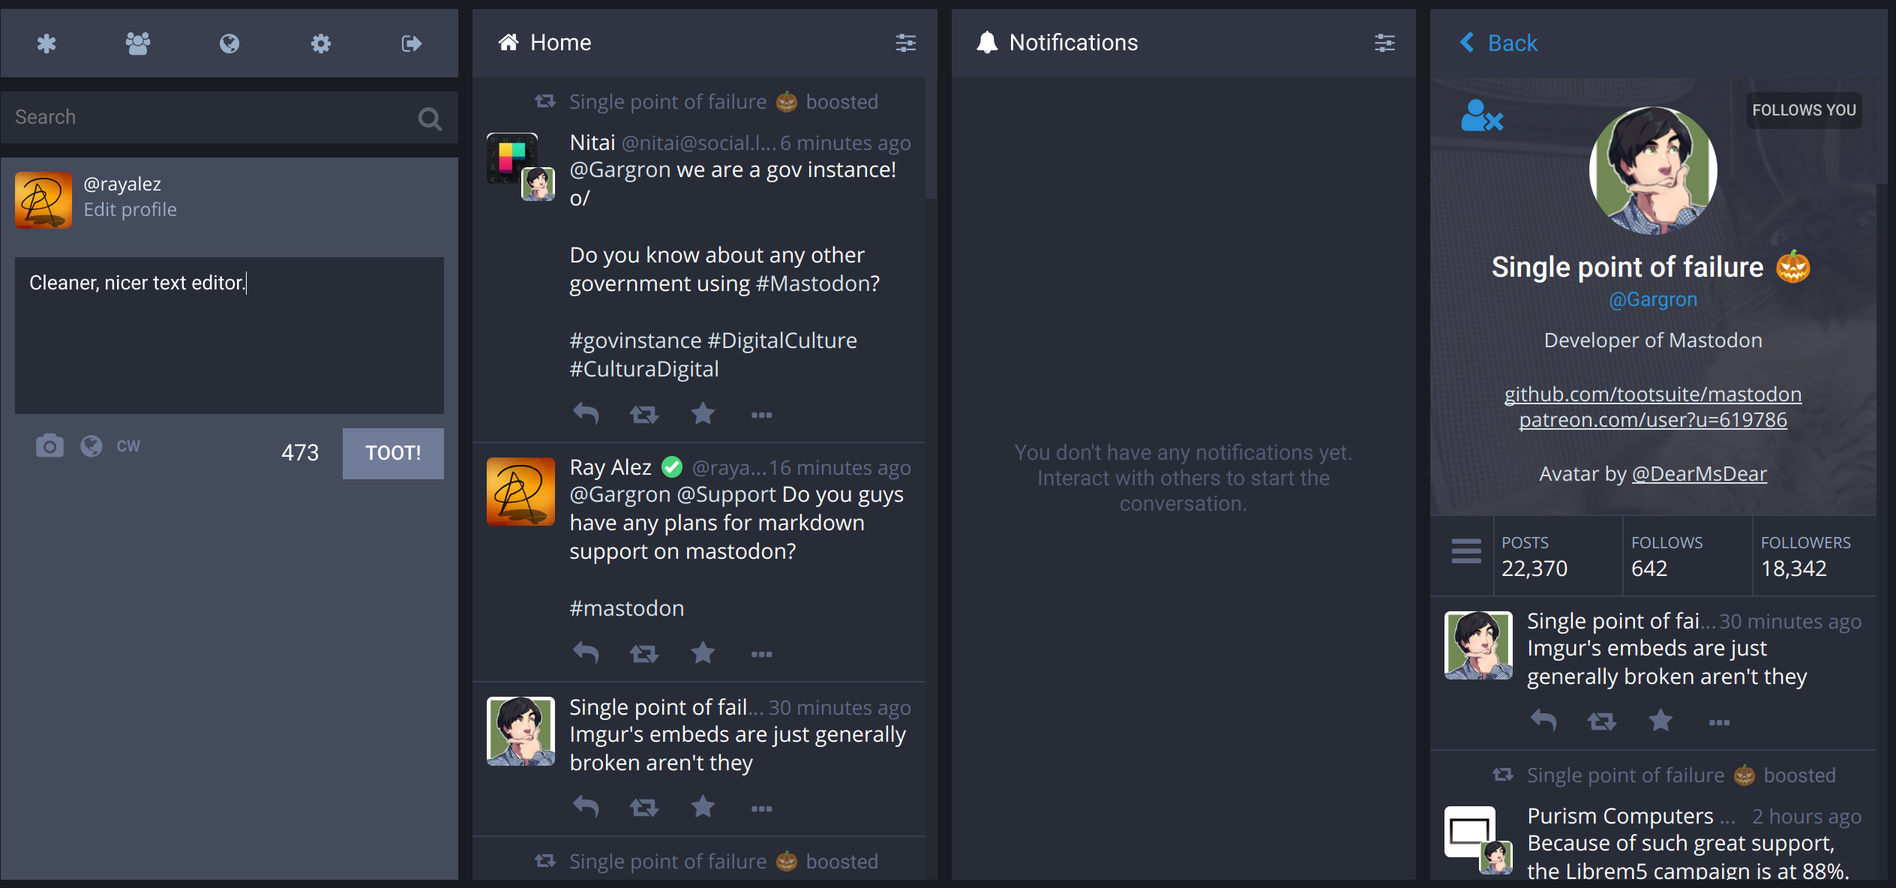 Search
@rayalez
Edit profile
Cleaner, nicer text editor.
CW
473
TOOT!
Home
Single point of failure 🎃 boosted
Nitai @nitai@social.l... 6 minutes ago
@Gargron we are a gov instance!
o/
Do you know about any other
government using #Mastodon?
#govinstance #DigitalCulture
#CulturaDigital
Ray Alez ✅ @raya... 16 minutes ago
@Gargron @Support Do you guys
have any plans for markdown
support on mastodon?
#mastodon
Single point of fail... 30 minutes ago
Imgur's embeds are just generally
broken aren't they
Single point of failure 🎃 boosted
Notifications
You don't have any notifications yet.
Interact with others to start the
conversation.
Back
FOLLOWS YOU
Single point of failure 🎃
@Gargron
Developer of Mastodon
github.com/tootsuite/mastodon
patreon.com/user?u=619786
Avatar by @DearMsDear
POSTS
22,370
FOLLOWS
642
FOLLOWERS
18,342
Single point of fai... 30 minutes ago
Imgur's embeds are just
generally broken aren't they
Single point of failure 🎃 boosted
Purism Computers ... 2 hours ago
Because of such great support,
the Librem5 campaign is at 88%.